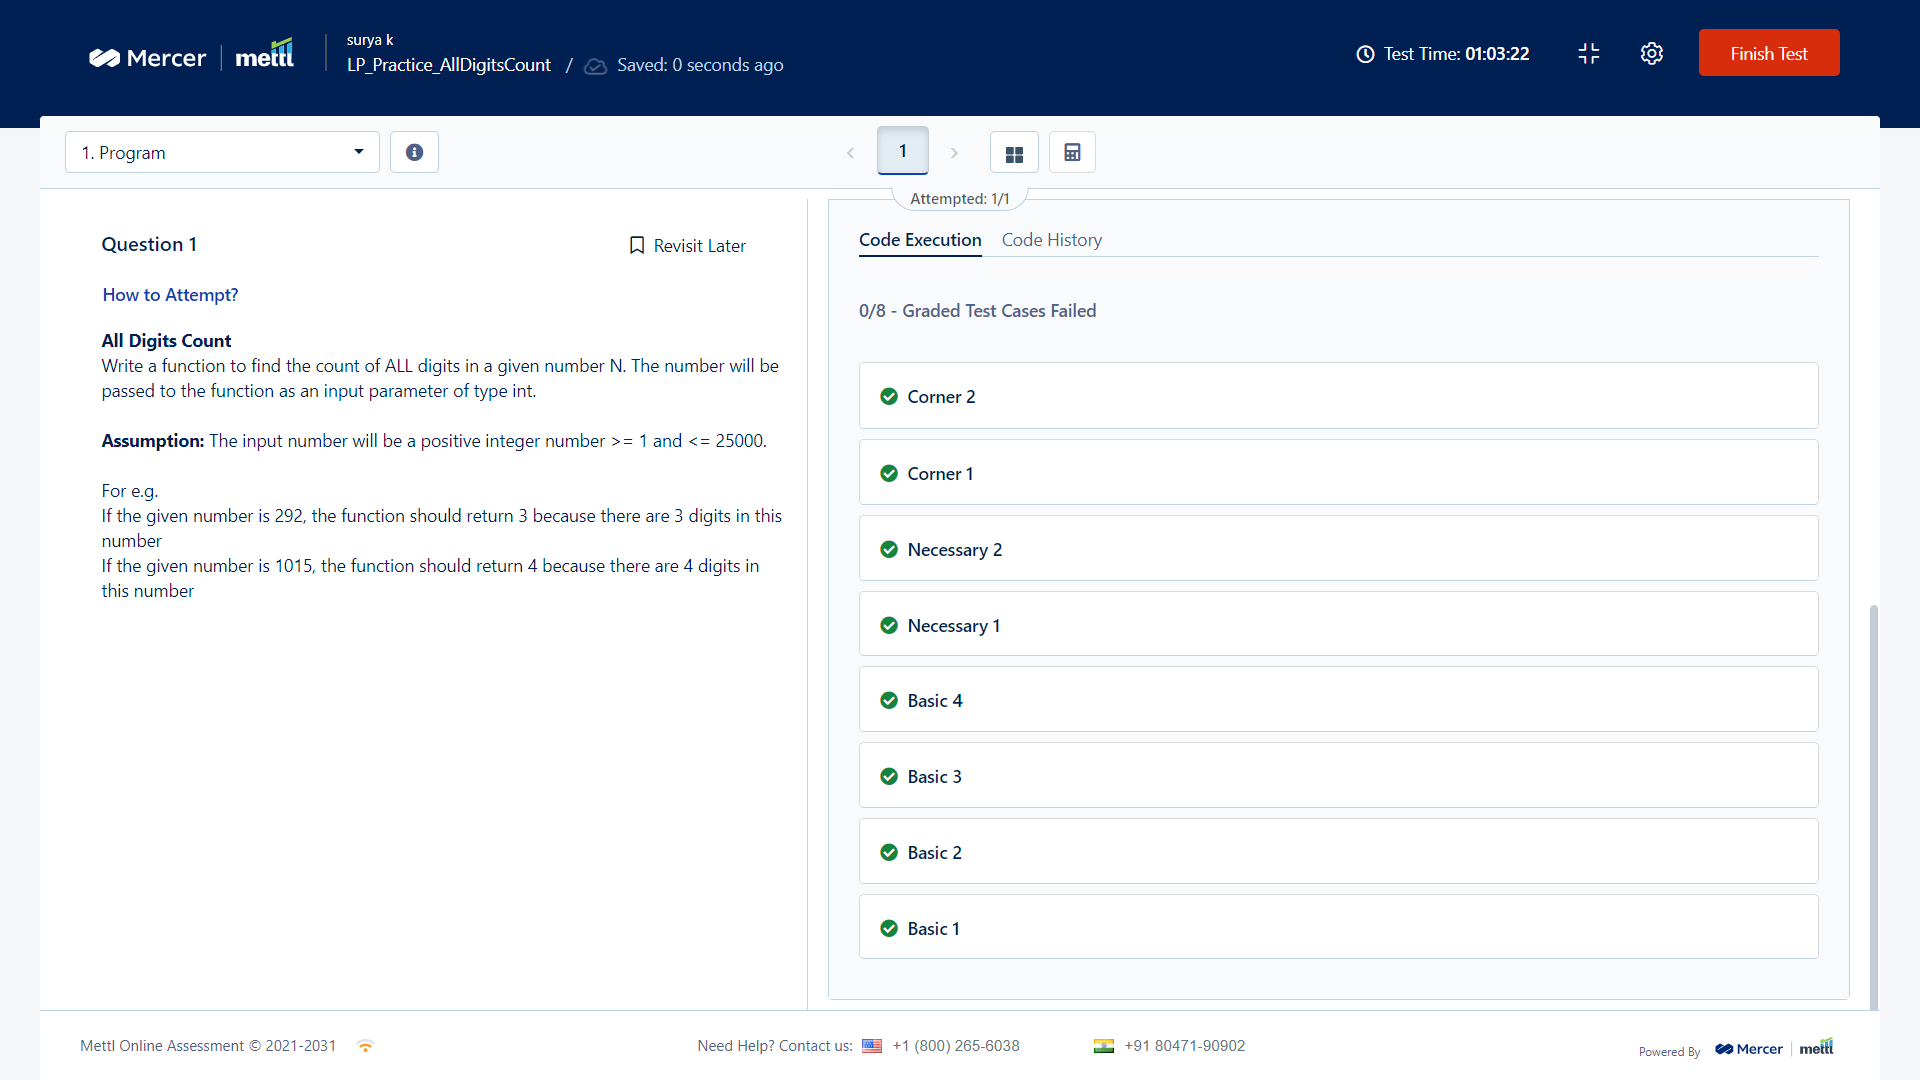 Mercer mettl
surya k
LP_Practice_AllDigitsCount / Saved: 0 seconds ago
Test Time: 01:03:22
Finish Test
1. Program
1
Attempted: 1/1
Question 1
Revisit Later
How to Attempt?
All Digits Count
Write a function to find the count of ALL digits in a given number N. The number will be
passed to the function as an input parameter of type int.
Assumption: The input number will be a positive integer number >= 1 and <= 25000.
For e.g.
If the given number is 292, the function should return 3 because there are 3 digits in this
number
If the given number is 1015, the function should return 4 because there are 4 digits in
this number
Code Execution
Code History
0/8 - Graded Test Cases Failed
Corner 2
Corner 1
Necessary 2
Necessary 1
Basic 4
Basic 3
Basic 2
Basic 1
Mettl Online Assessment © 2021-2031
Need Help? Contact us: +1 (800) 265-6038
+91 80471-90902
Powered By Mercer mettl